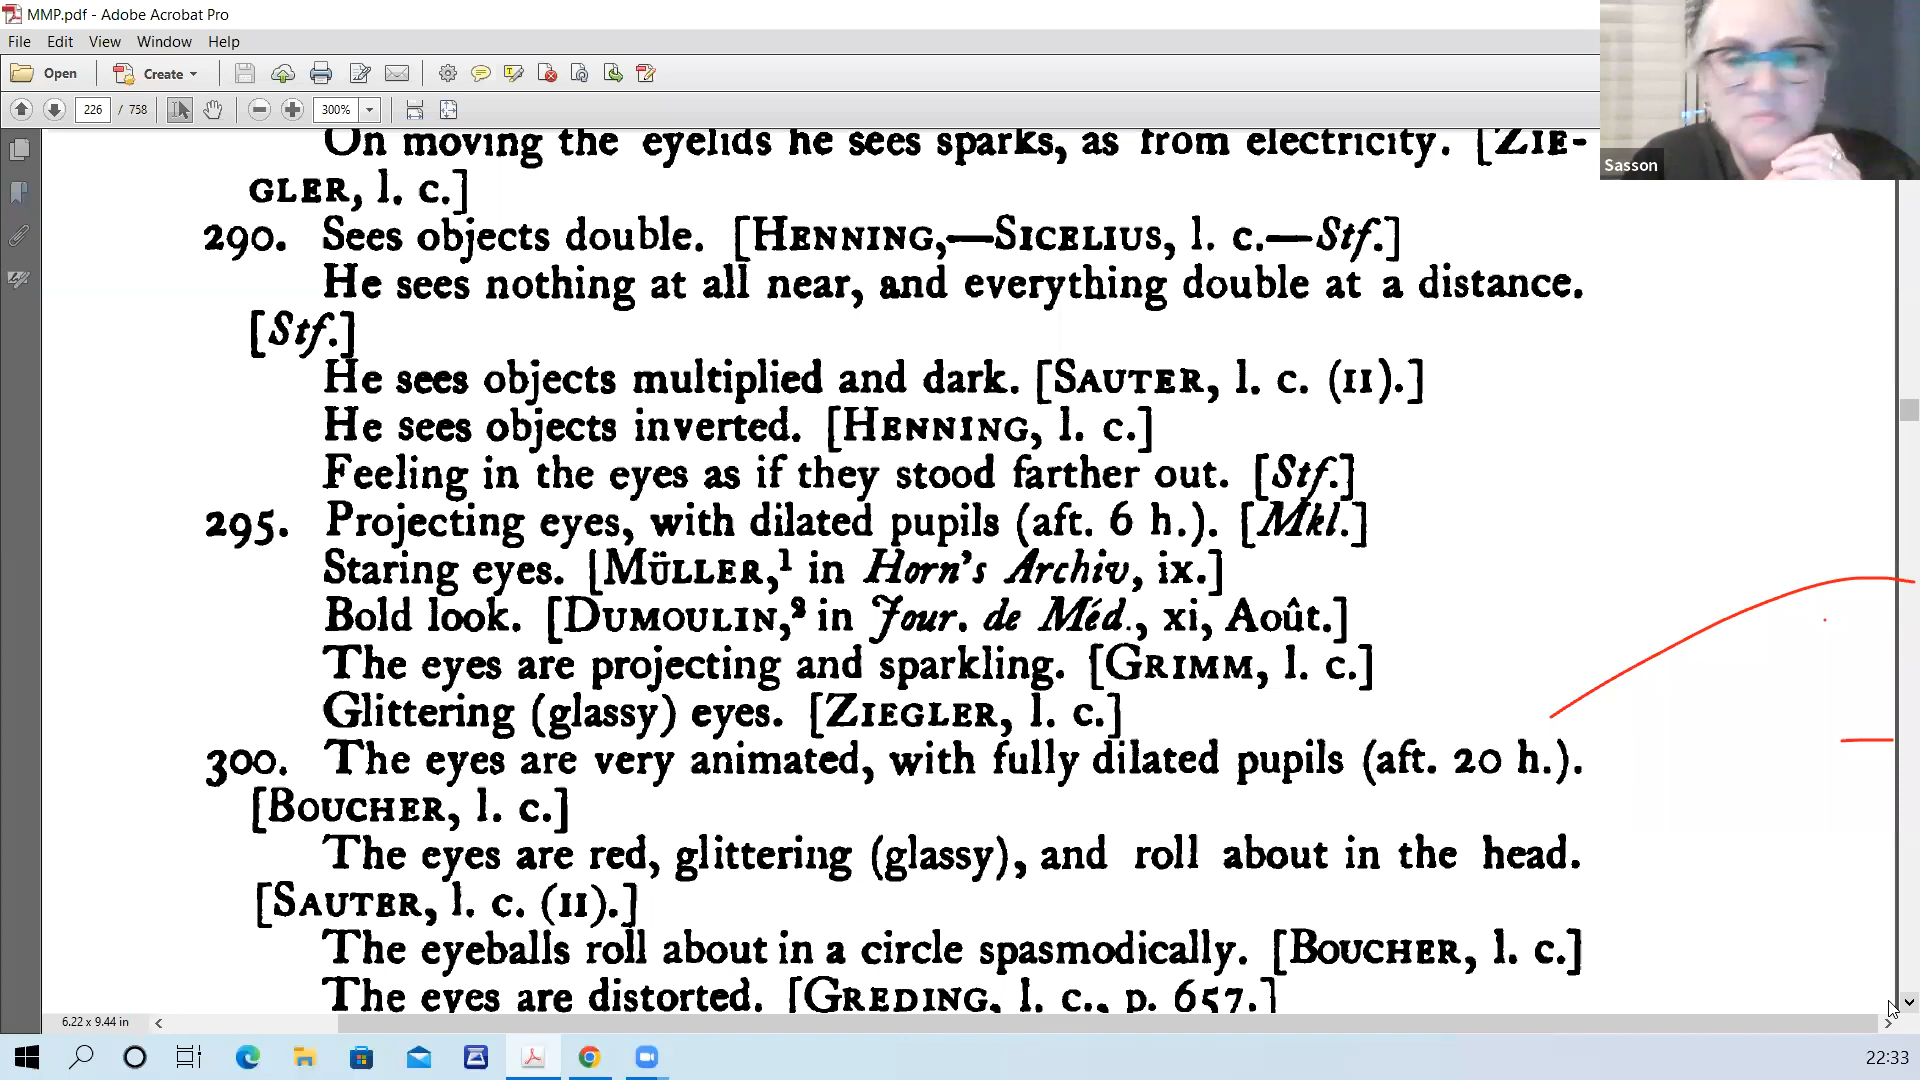 MMP.pdf - Adobe Acrobat Pro
File Edit View Window Help
Open Create
226 / 758 300%
Sasson
On moving the eyelids he sees sparks, as from electricity. [ZIE-
GLER, l. c.]
290. Sees objects double. [HENNING,—SICELIUS, l. c.—Stf.]
He sees nothing at all near, and everything double at a distance.
[Stf.]
He sees objects multiplied and dark. [SAUTER, l. c. (II).]
He sees objects inverted. [HENNING, l. c.]
Feeling in the eyes as if they stood farther out. [Stf.]
295. Projecting eyes, with dilated pupils (aft. 6 h.). [Mkl.]
Staring eyes. [MÜLLER,¹ in Horn's Archiv, ix.]
Bold look. [DUMOULIN,² in Jour. de Méd., xi, Août.]
The eyes are projecting and sparkling. [GRIMM, l. c.]
Glittering (glassy) eyes. [ZIEGLER, l. c.]
300. The eyes are very animated, with fully dilated pupils (aft. 20 h.).
[BOUCHER, l. c.]
The eyes are red, glittering (glassy), and roll about in the head.
[SAUTER, l. c. (II).]
The eyeballs roll about in a circle spasmodically. [BOUCHER, l. c.]
The eyes are distorted. [GREDING, l. c., p. 657.]
6.22 x 9.44 in
22:33